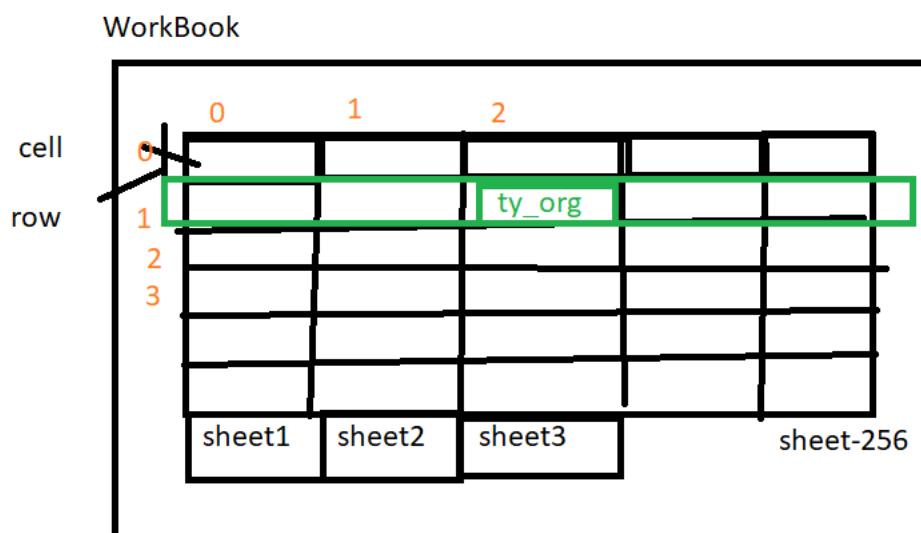 WorkBook
0 1 2
cell 0
ty_org
row 1
2
3
sheet1 sheet2 sheet3 sheet-256